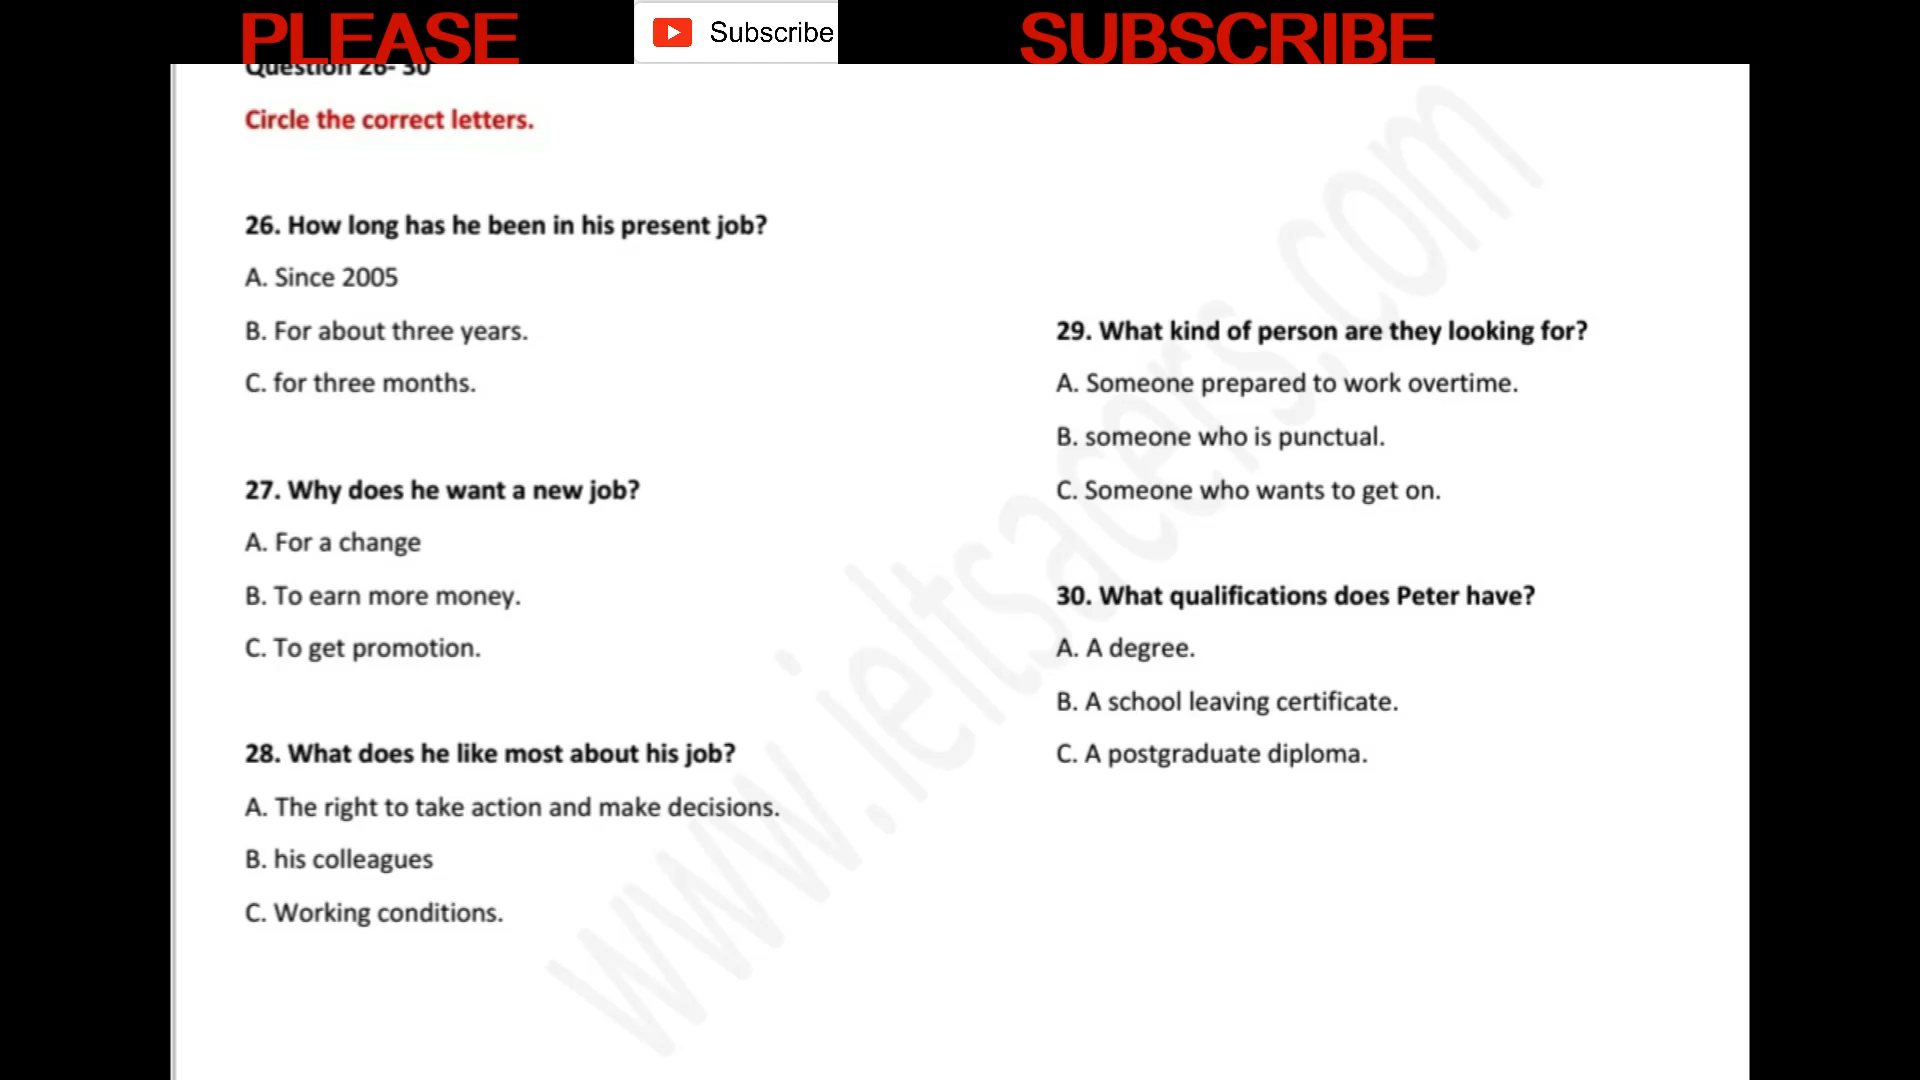 PLEASE
Subscribe
SUBSCRIBE
Question 26- 30
Circle the correct letters.
26. How long has he been in his present job?
A. Since 2005
B. For about three years.
C. for three months.
27. Why does he want a new job?
A. For a change
B. To earn more money.
C. To get promotion.
28. What does he like most about his job?
A. The right to take action and make decisions.
B. his colleagues
C. Working conditions.
29. What kind of person are they looking for?
A. Someone prepared to work overtime.
B. someone who is punctual.
C. Someone who wants to get on.
30. What qualifications does Peter have?
A. A degree.
B. A school leaving certificate.
C. A postgraduate diploma.
www.ieltsacers.com